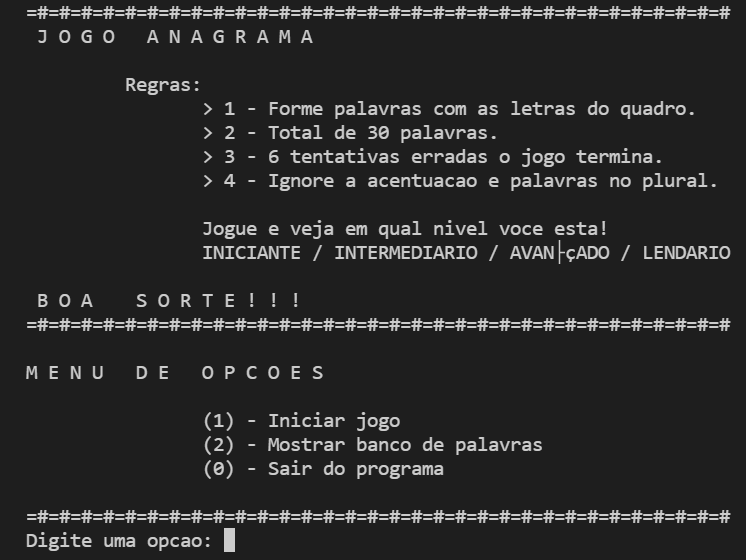 =#=#=#=#=#=#=#=#=#=#=#=#=#=#=#=#=#=#=#=#=#=#=#=#=#=#=#=#=#=#=#=#
J O G O   A N A G R A M A
Regras:
> 1 - Forme palavras com as letras do quadro.
> 2 - Total de 30 palavras.
> 3 - 6 tentativas erradas o jogo termina.
> 4 - Ignore a acentuacao e palavras no plural.
Jogue e veja em qual nivel voce esta!
INICIANTE / INTERMEDIARIO / AVAN├çADO / LENDARIO
B O A   S O R T E ! ! !
=#=#=#=#=#=#=#=#=#=#=#=#=#=#=#=#=#=#=#=#=#=#=#=#=#=#=#=#=#=#=#=#
M E N U   D E   O P C O E S
(1) - Iniciar jogo
(2) - Mostrar banco de palavras
(0) - Sair do programa
=#=#=#=#=#=#=#=#=#=#=#=#=#=#=#=#=#=#=#=#=#=#=#=#=#=#=#=#=#=#=#=#
Digite uma opcao: